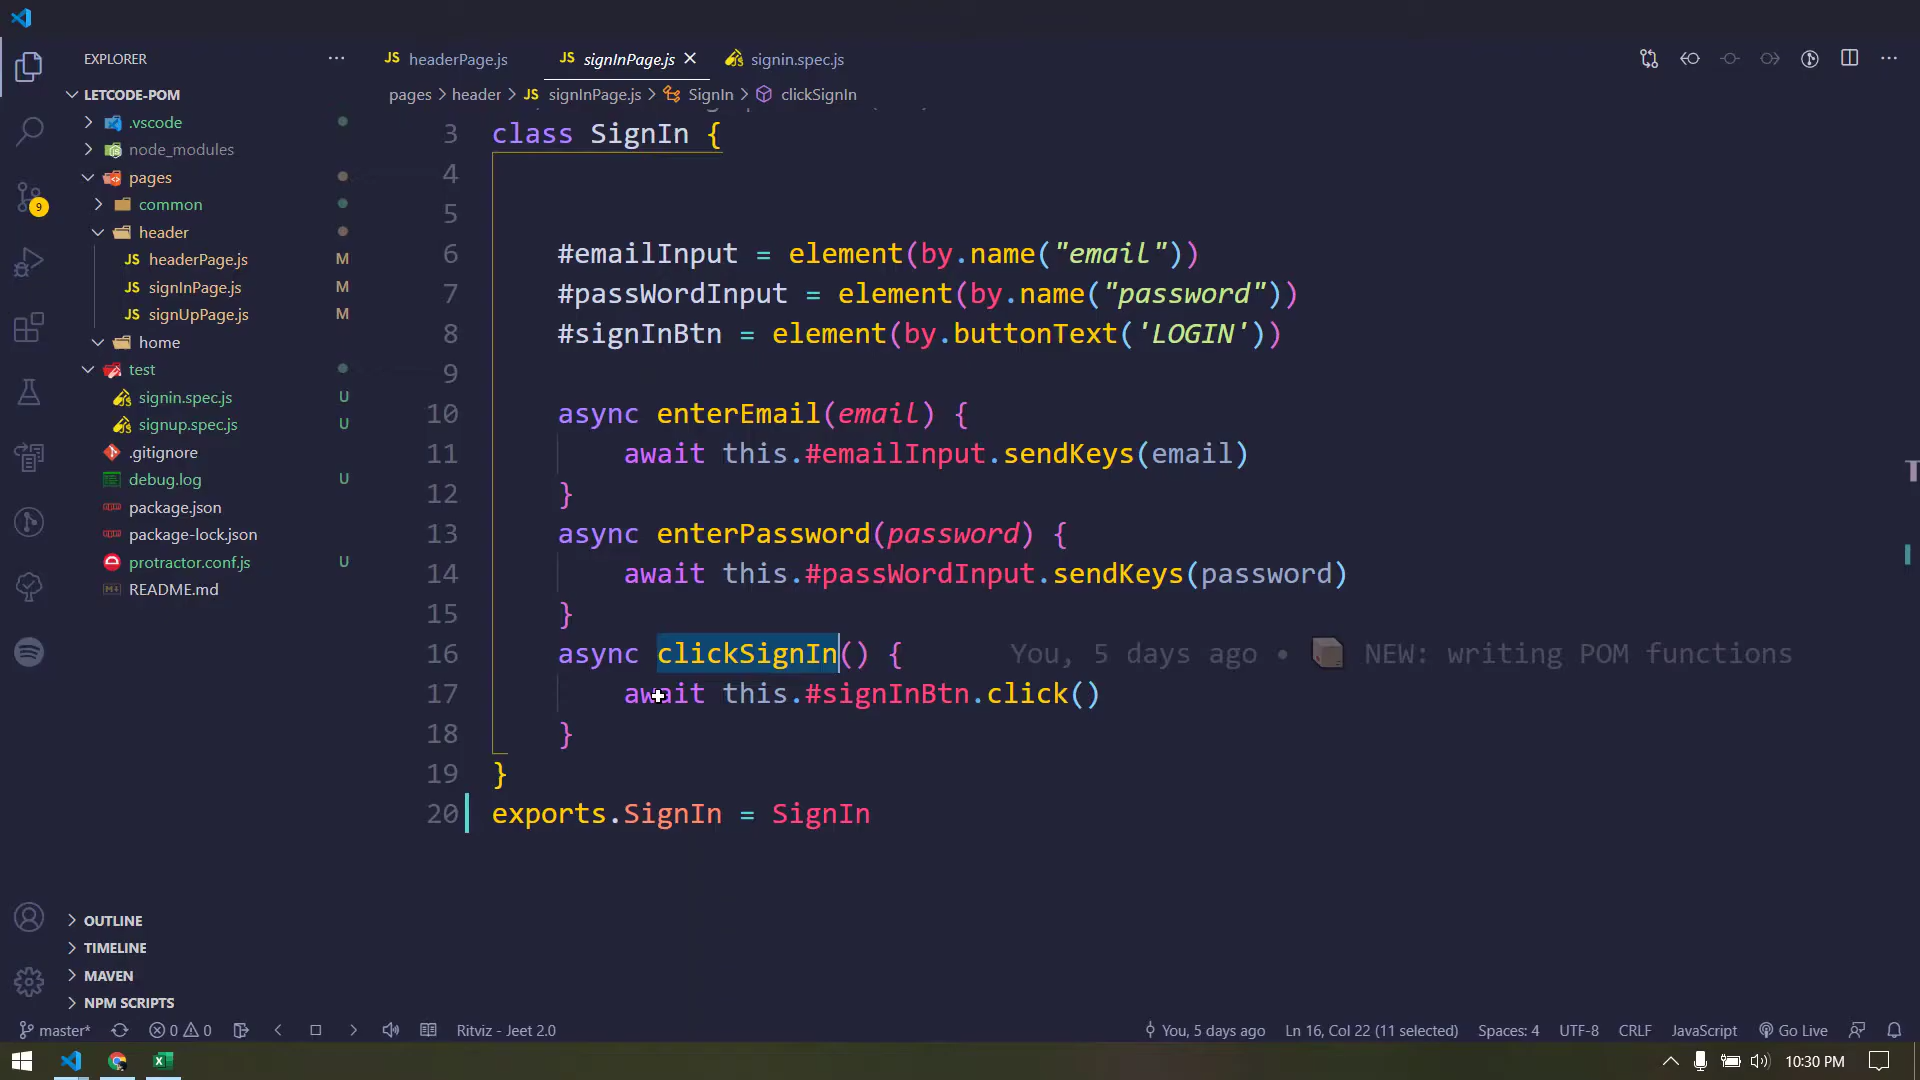 EXPLORER
LETCODE-POM
.vscode
node_modules
pages
common
header
headerPage.js M
signInPage.js M
signUpPage.js M
home
test
signin.spec.js U
signup.spec.js U
.gitignore
debug.log U
package.json
package-lock.json
protractor.conf.js U
README.md
OUTLINE
TIMELINE
MAVEN
NPM SCRIPTS
9
JS headerPage.js
JS signInPage.js
signin.spec.js
pages > header > JS signInPage.js > SignIn > clickSignIn
3 class SignIn {
4
5
6 #emailInput = element(by.name("email"))
7 #passWordInput = element(by.name("password"))
8 #signInBtn = element(by.buttonText('LOGIN'))
9
10 async enterEmail(email) {
11 await this.#emailInput.sendKeys(email)
12 }
13 async enterPassword(password) {
14 await this.#passWordInput.sendKeys(password)
15 }
16 async clickSignIn() { You, 5 days ago • NEW: writing POM functions
17 await this.#signInBtn.click()
18 }
19 }
20 exports.SignIn = SignIn
master* 0 0 Ritviz - Jeet 2.0 You, 5 days ago Ln 16, Col 22 (11 selected) Spaces: 4 UTF-8 CRLF JavaScript Go Live
10:30 PM